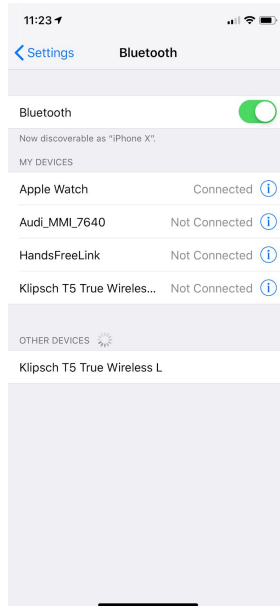 11:23
Settings
Bluetooth
Bluetooth
Now discoverable as “iPhone X”.
MY DEVICES
Apple Watch Connected
Audi_MMI_7640 Not Connected
HandsFreeLink Not Connected
Klipsch T5 True Wireles... Not Connected
OTHER DEVICES
Klipsch T5 True Wireless L